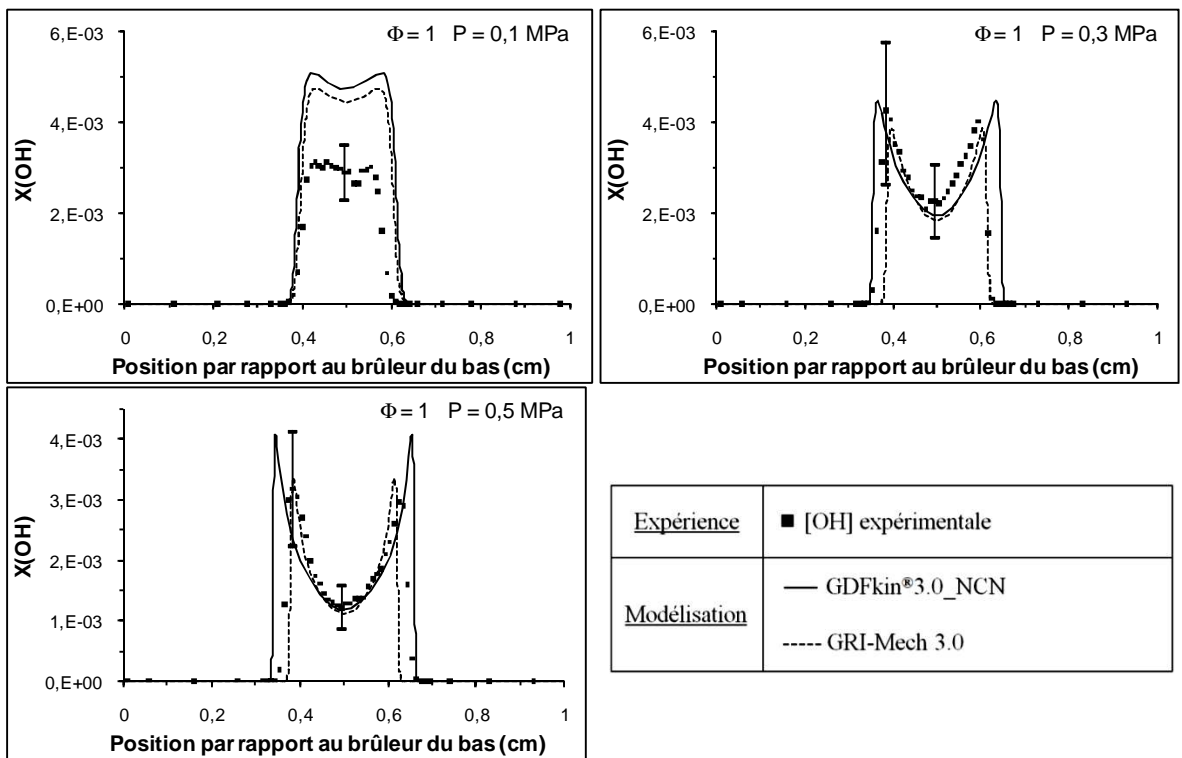 Φ = 1 P = 0,1 MPa
6,E-03
4,E-03
2,E-03
0,E+00
X(OH)
0 0,2 0,4 0,6 0,8 1
Position par rapport au brûleur du bas (cm)
Φ = 1 P = 0,3 MPa
6,E-03
4,E-03
2,E-03
0,E+00
X(OH)
0 0,2 0,4 0,6 0,8 1
Position par rapport au brûleur du bas (cm)
Φ = 1 P = 0,5 MPa
4,E-03
3,E-03
2,E-03
1,E-03
0,E+00
X(OH)
0 0,2 0,4 0,6 0,8 1
Position par rapport au brûleur du bas (cm)
Expérience
[OH] expérimentale
Modélisation
GDFkin®3.0_NCN
GRI-Mech 3.0